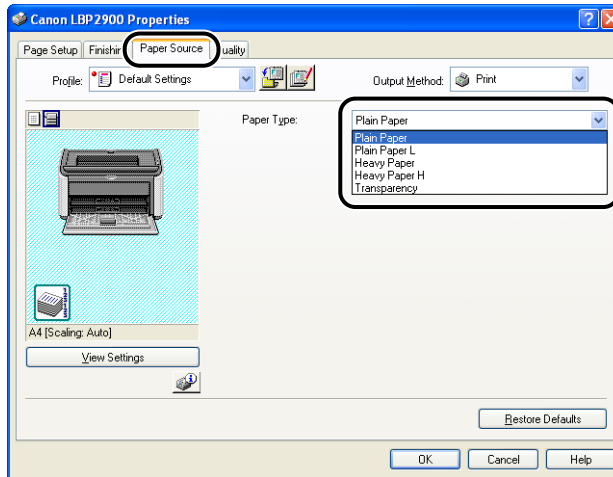 Canon LBP2900 Properties
Page Setup Finishin Paper Source uality
Profile: Default Settings Output Method: Print
Paper Type: Plain Paper
Plain Paper
Plain Paper L
Heavy Paper
Heavy Paper H
Transparency
A4 [Scaling: Auto]
View Settings
Restore Defaults
OK Cancel Help